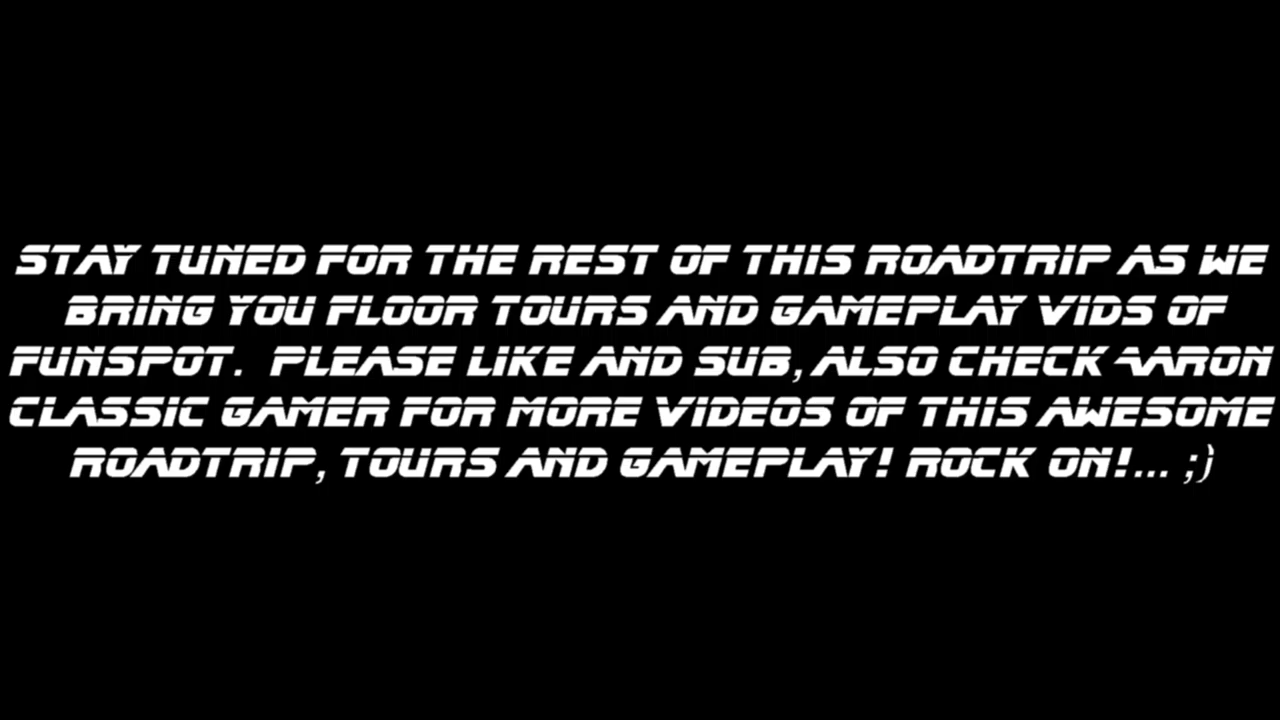 STAY TUNED FOR THE REST OF THIS ROADTRIP AS WE
BRING YOU FLOOR TOURS AND GAMEPLAY VIDS OF
FUNSPOT.  PLEASE LIKE AND SUB, ALSO CHECK AARON
CLASSIC GAMER FOR MORE VIDEOS OF THIS AWESOME
ROADTRIP, TOURS AND GAMEPLAY! ROCK ON!... ;)